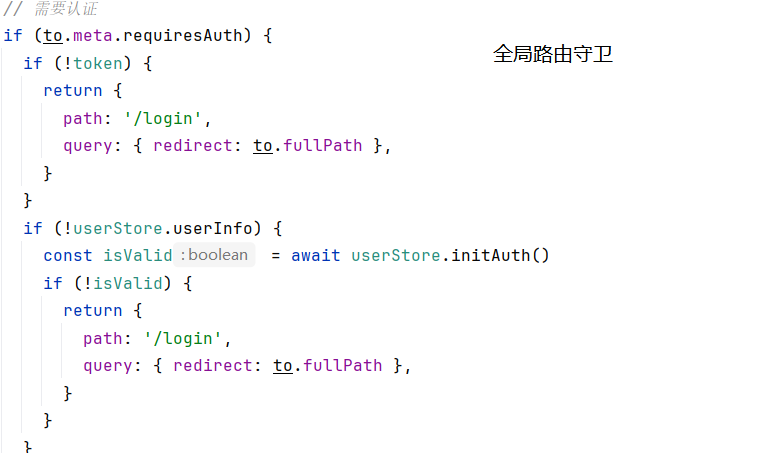 // 需要认证
if (to.meta.requiresAuth) {
全局路由守卫
if (!token) {
return {
path: '/login',
query: { redirect: to.fullPath },
}
}
if (!userStore.userInfo) {
const isValid : boolean = await userStore.initAuth()
if (!isValid) {
return {
path: '/login',
query: { redirect: to.fullPath },
}
}
}